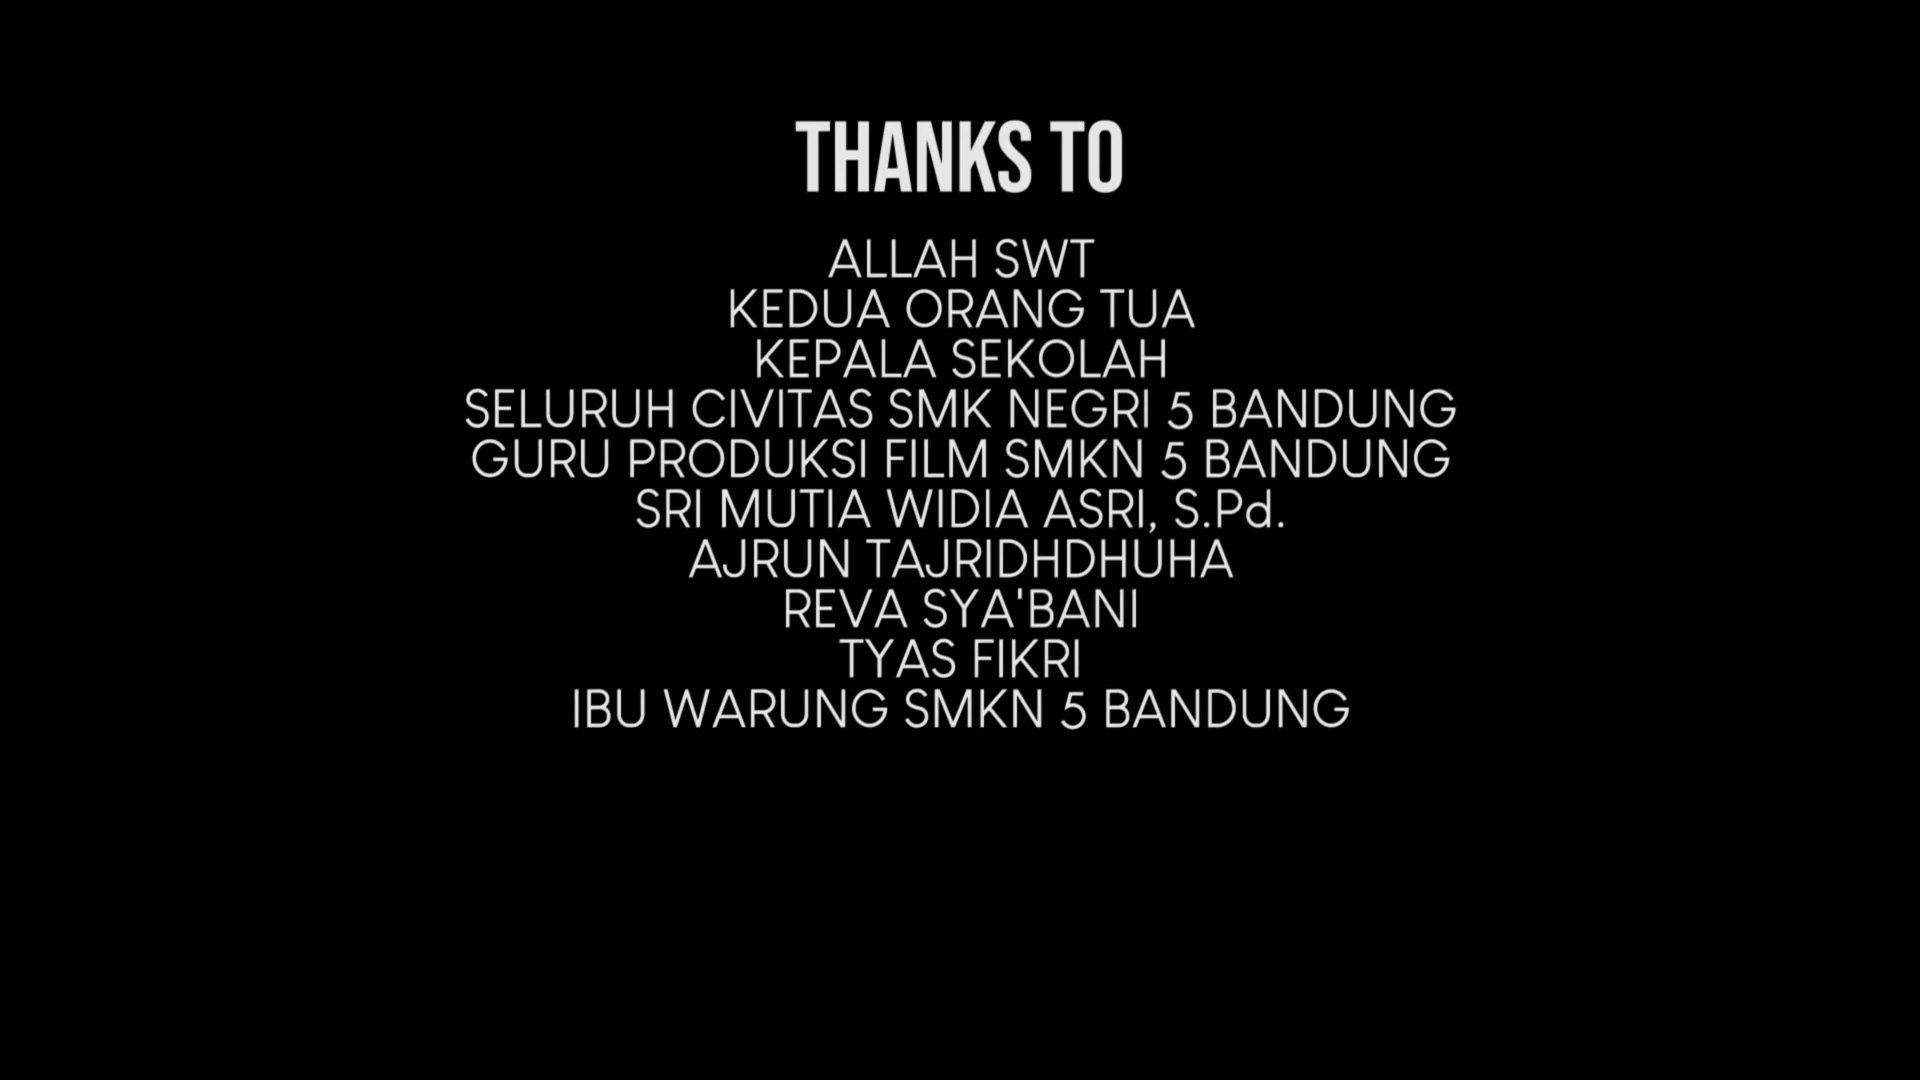 THANKS TO
ALLAH SWT
KEDUA ORANG TUA
KEPALA SEKOLAH
SELURUH CIVITAS SMK NEGRI 5 BANDUNG
GURU PRODUKSI FILM SMKN 5 BANDUNG
SRI MUTIA WIDIA ASRI, S.Pd.
AJRUN TAJRIDHDHUHA
REVA SYA'BANI
TYAS FIKRI
IBU WARUNG SMKN 5 BANDUNG